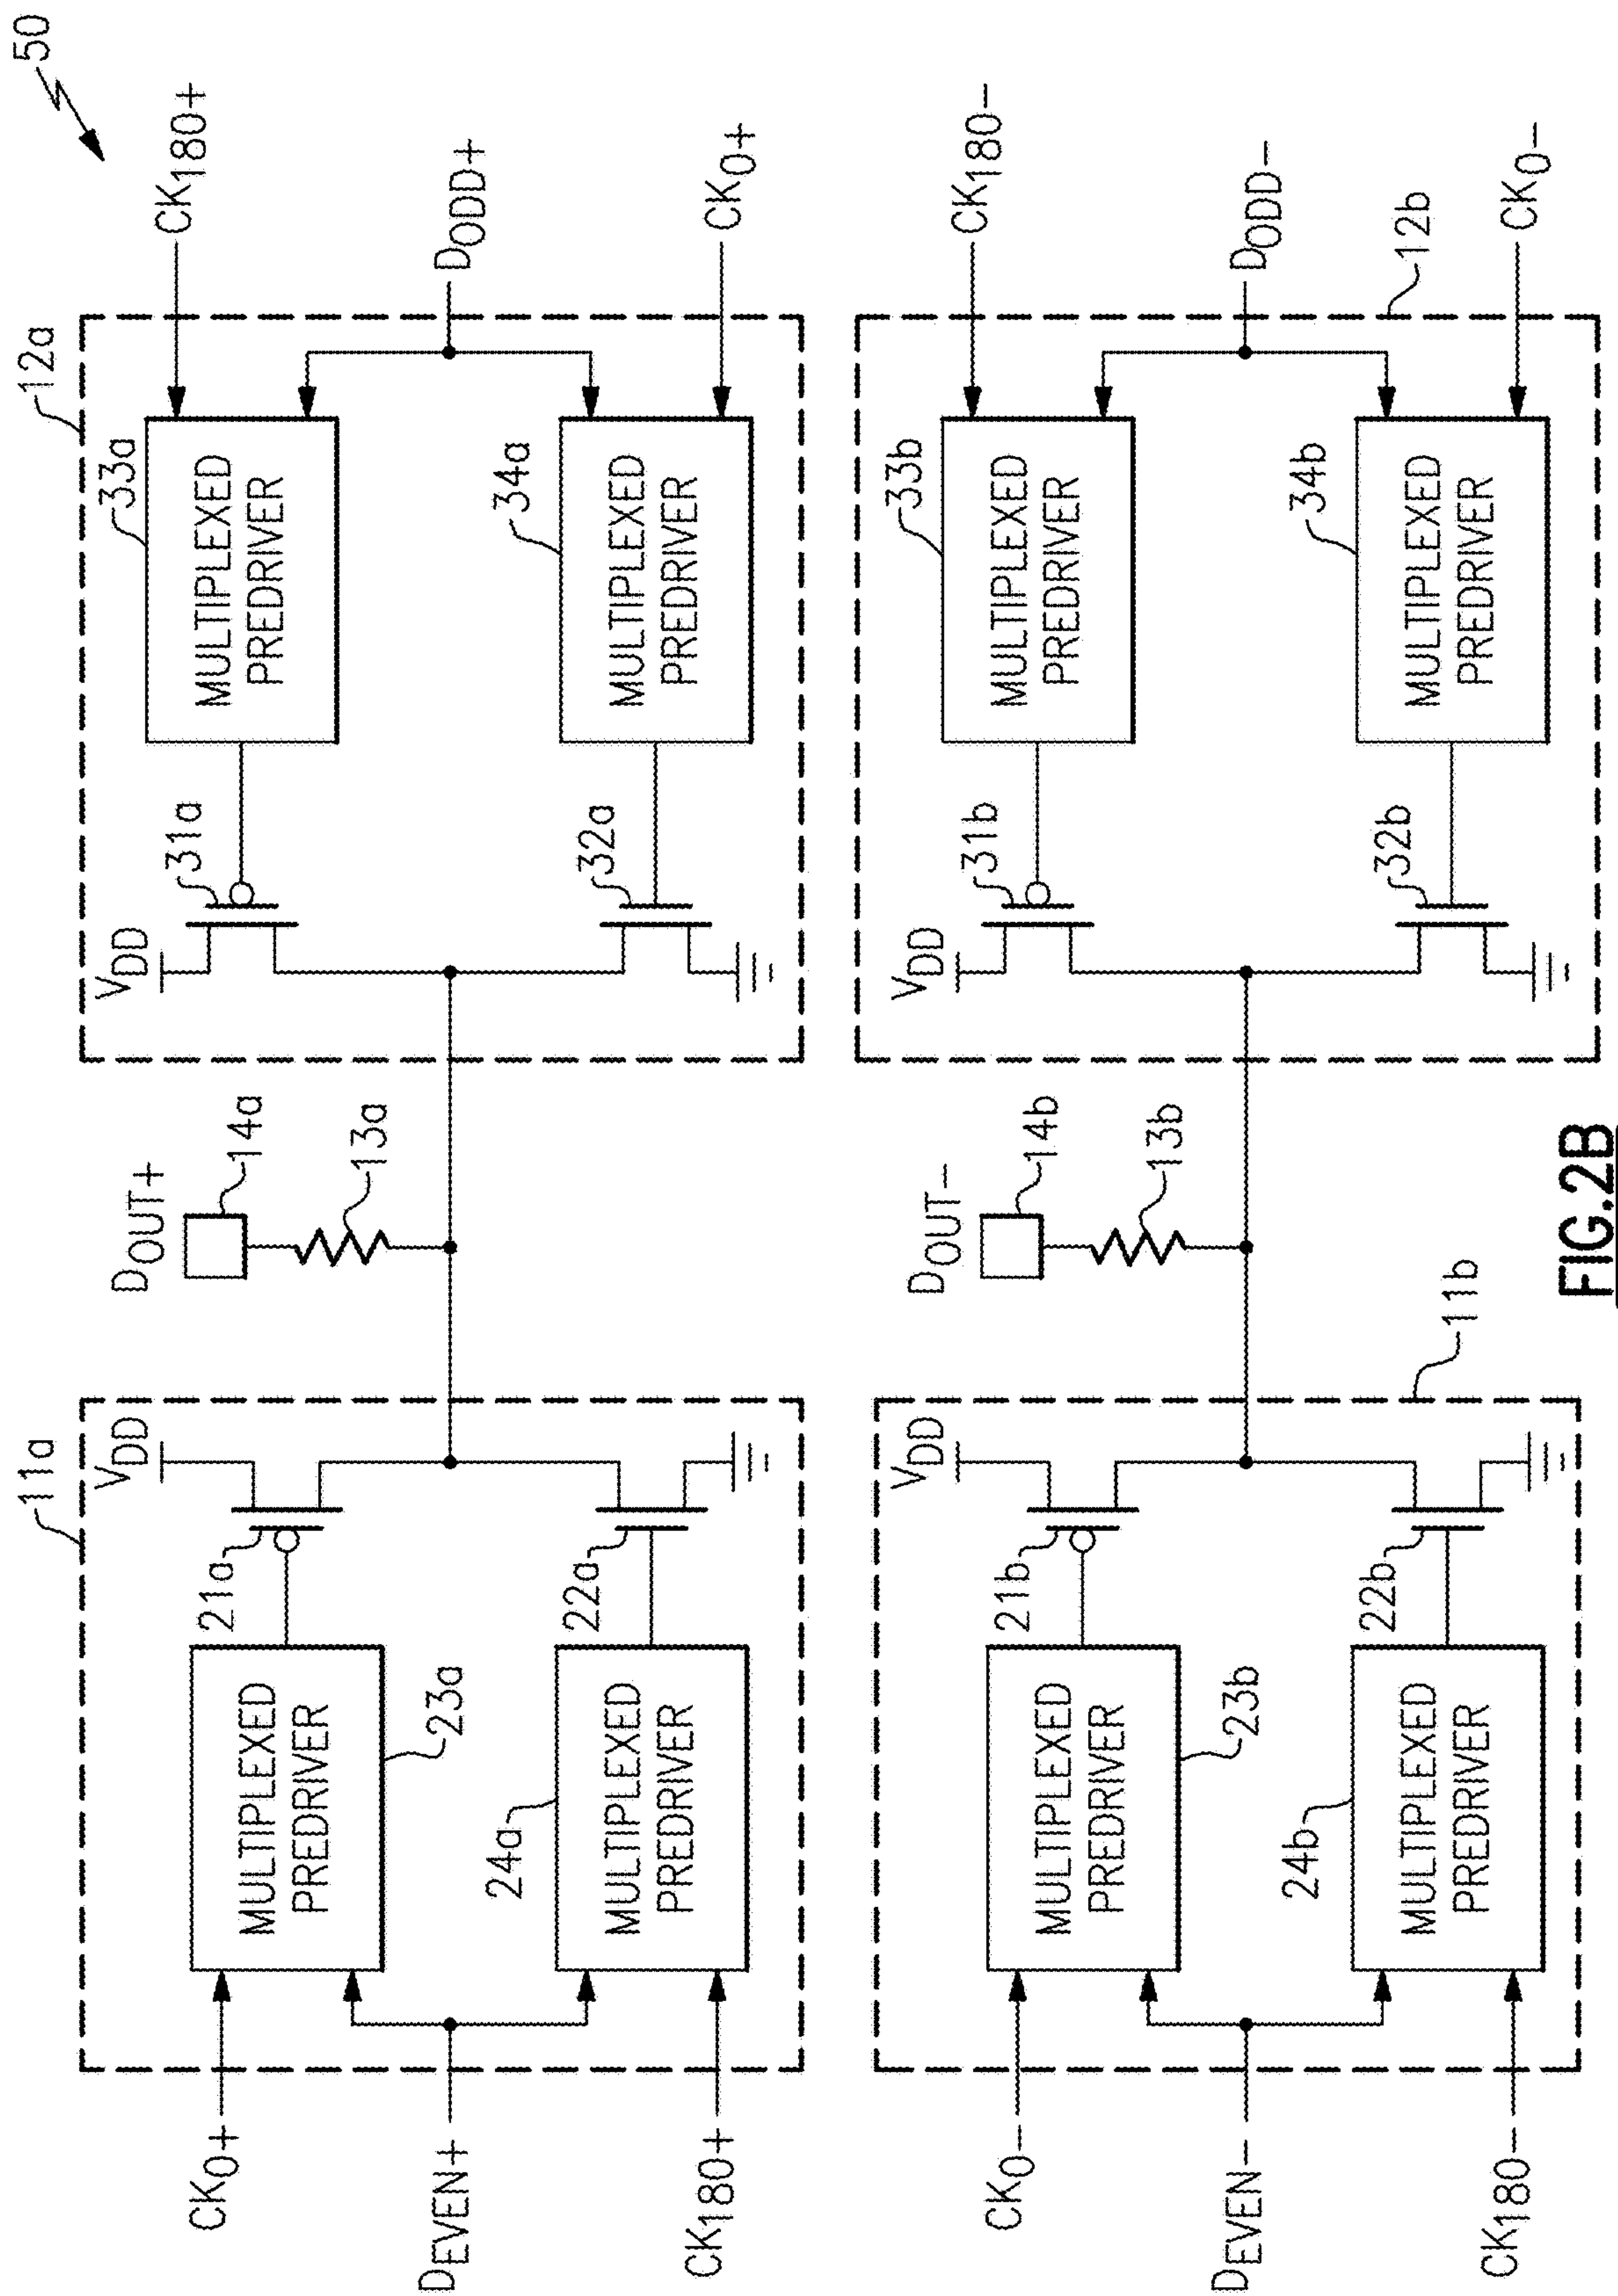 50
11a
12a
CK0+
DEVEN+
CK180+
MULTIPLEXED
PREDRIVER
23a
MULTIPLEXED
PREDRIVER
24a
21a
22a
VDD
DOUT+
14a
13a
VDD
31a
32a
33a
MULTIPLEXED
PREDRIVER
34a
MULTIPLEXED
PREDRIVER
CK180+
DODD+
CK0+
CK0-
DEVEN-
CK180-
MULTIPLEXED
PREDRIVER
23b
MULTIPLEXED
PREDRIVER
24b
21b
22b
VDD
11b
DOUT-
14b
13b
VDD
31b
32b
33b
MULTIPLEXED
PREDRIVER
34b
MULTIPLEXED
PREDRIVER
CK180-
DODD-
12b
CK0-
FIG.2B